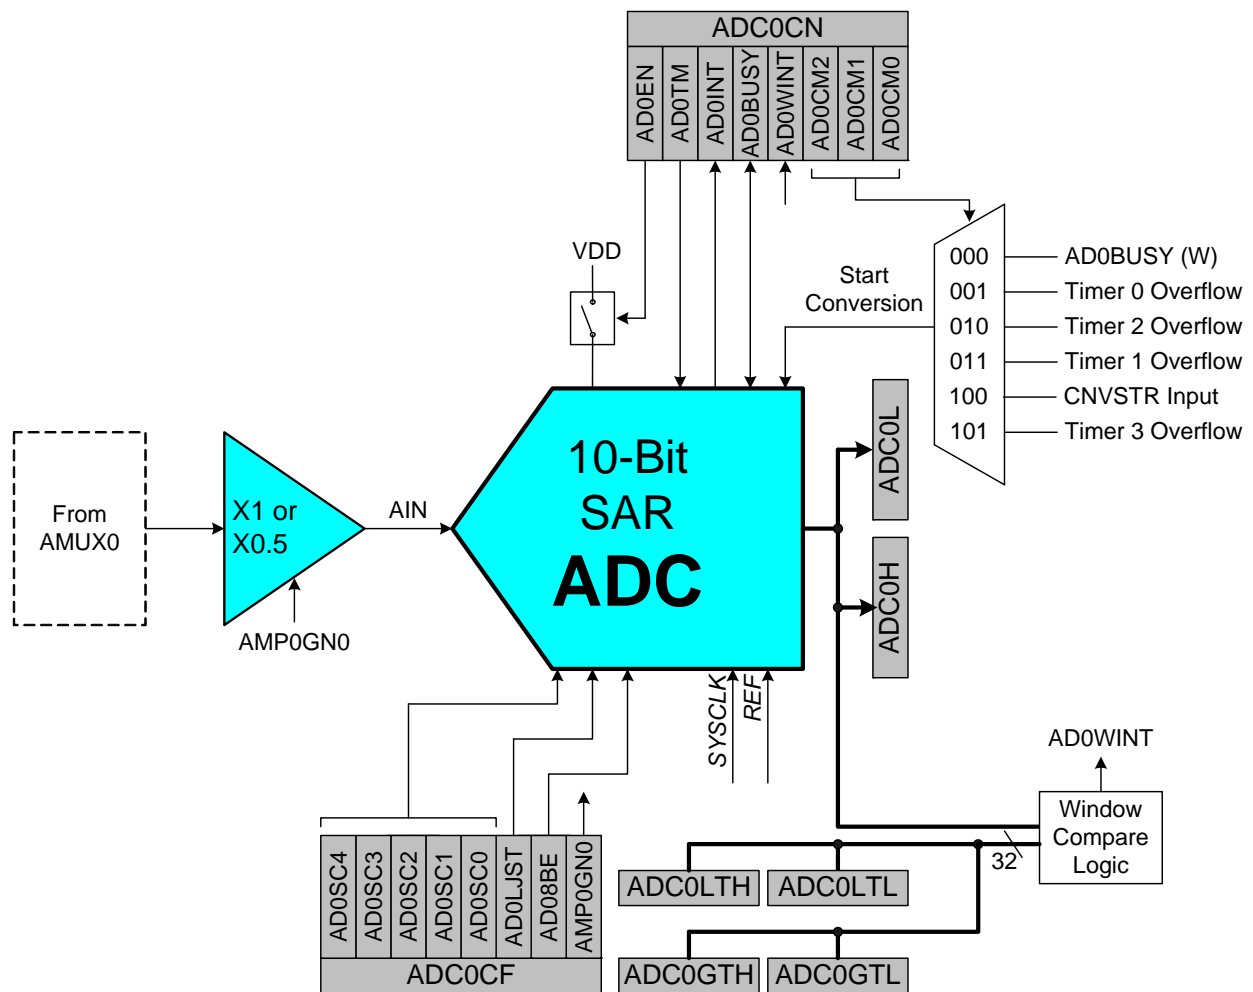 ADC0CN
AD0EN
AD0TM
AD0INT
AD0BUSY
AD0WINT
AD0CM2
AD0CM1
AD0CM0
VDD
Start
Conversion
000
AD0BUSY (W)
001
Timer 0 Overflow
010
Timer 2 Overflow
011
Timer 1 Overflow
100
CNVSTR Input
101
Timer 3 Overflow
From
AMUX0
X1 or
X0.5
AIN
AMP0GN0
10-Bit
SAR
ADC
ADC0L
ADC0H
SYSCLK
REF
AD0WINT
Window
Compare
Logic
32
AD0SC4
AD0SC3
AD0SC2
AD0SC1
AD0SC0
AD0LJST
AD08BE
AMP0GN0
ADC0CF
ADC0LTH
ADC0LTL
ADC0GTH
ADC0GTL